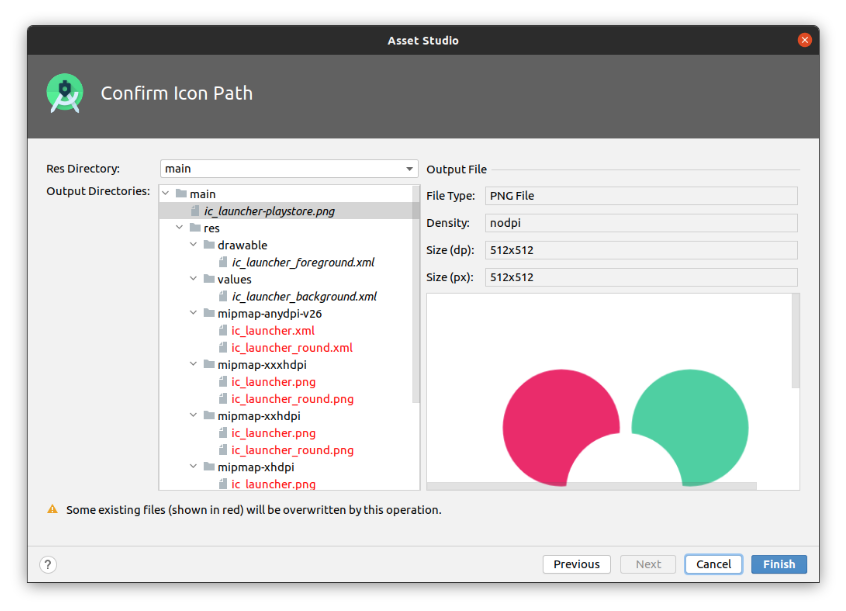 Asset Studio
Confirm Icon Path
Res Directory:
main
Output Directories:
main
ic_launcher-playstore.png
res
drawable
ic_launcher_foreground.xml
values
ic_launcher_background.xml
mipmap-anydpi-v26
ic_launcher.xml
ic_launcher_round.xml
mipmap-xxxhdpi
ic_launcher.png
ic_launcher_round.png
mipmap-xxhdpi
ic_launcher.png
ic_launcher_round.png
mipmap-xhdpi
ic_launcher.png
Output File
File Type:
PNG File
Density:
nodpi
Size (dp):
512x512
Size (px):
512x512
Some existing files (shown in red) will be overwritten by this operation.
?
Previous
Next
Cancel
Finish